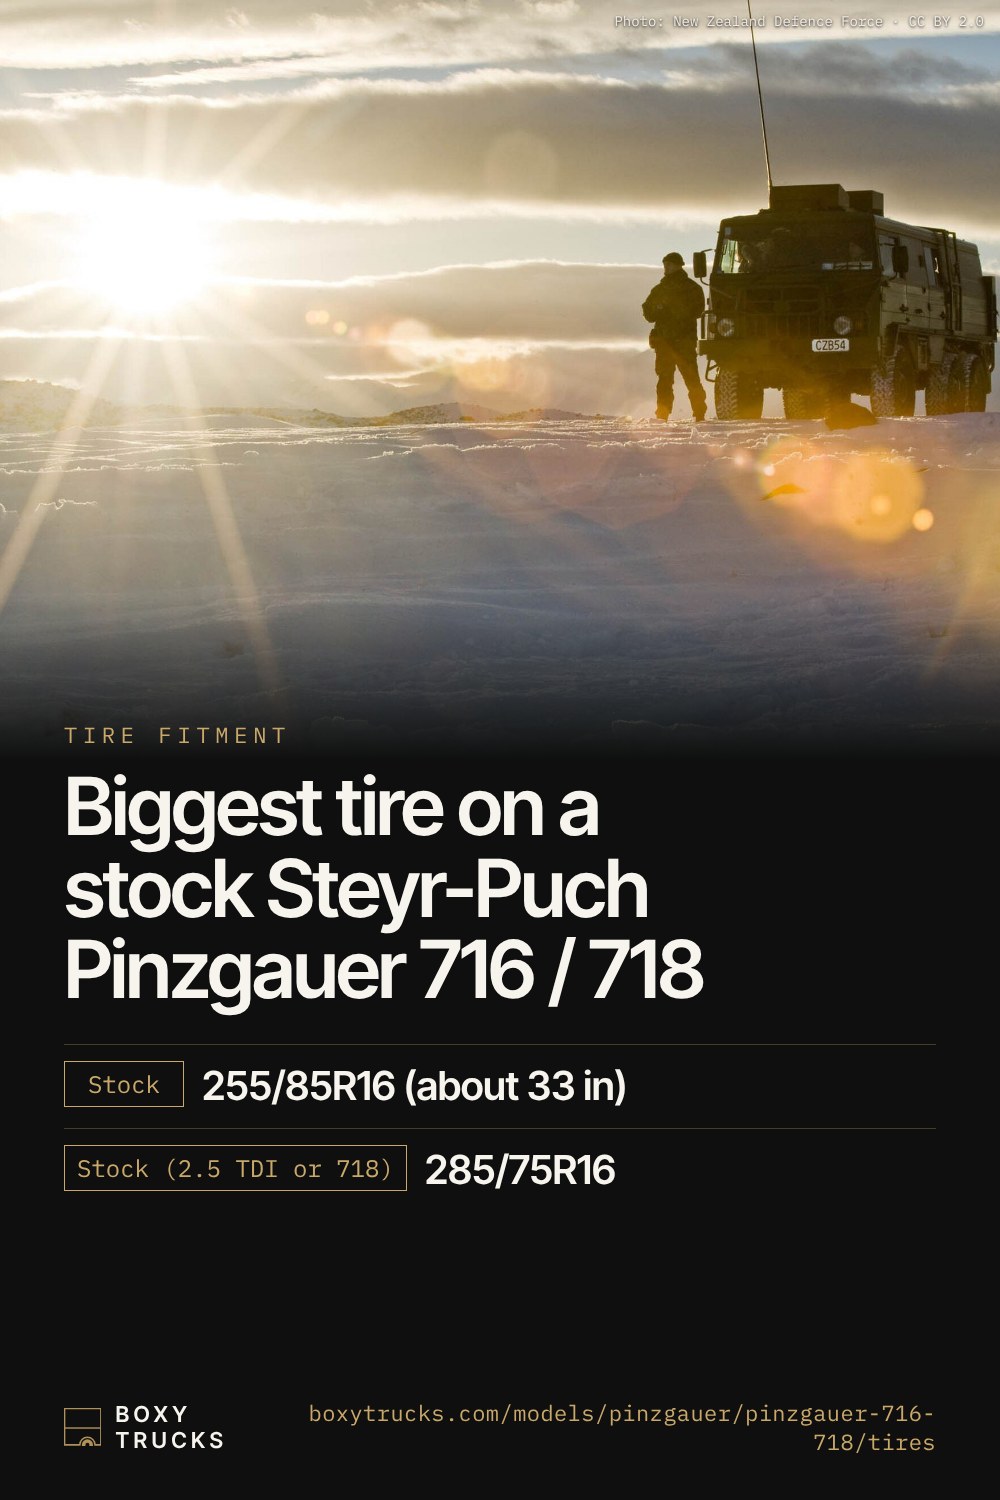 Photo: New Zealand Defence Force · CC BY 2.0
CZB54
TIRE FITMENT
Biggest tire on a
stock Steyr-Puch
Pinzgauer 716 / 718
Stock 255/85R16 (about 33 in)
Stock (2.5 TDI or 718) 285/75R16
BOXY
TRUCKS
boxytrucks.com/models/pinzgauer/pinzgauer-716-
718/tires